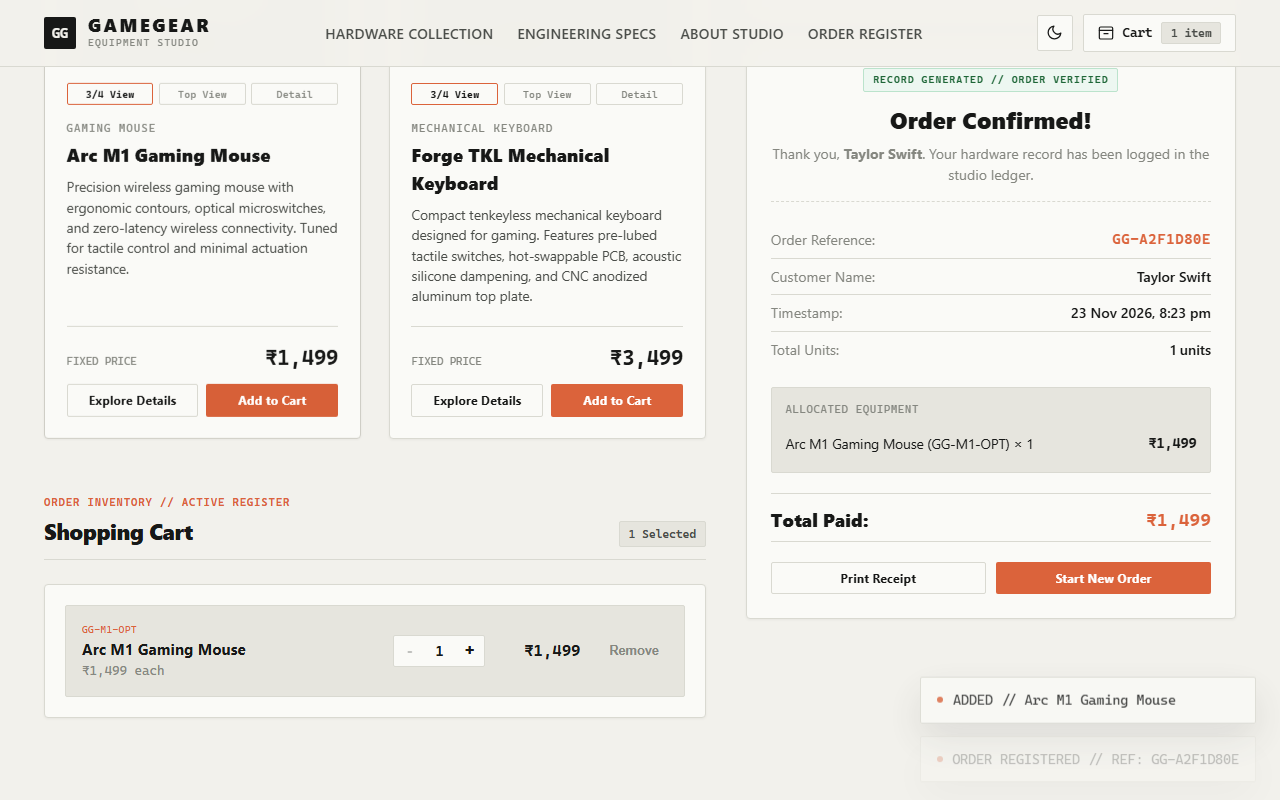 GG
GAMEGEAR
EQUIPMENT STUDIO
HARDWARE COLLECTION
ENGINEERING SPECS
ABOUT STUDIO
ORDER REGISTER
Cart
1 item
3/4 View
Top View
Detail
GAMING MOUSE
Arc M1 Gaming Mouse
Precision wireless gaming mouse with
ergonomic contours, optical microswitches,
and zero-latency wireless connectivity. Tuned
for tactile control and minimal actuation
resistance.
FIXED PRICE
₹1,499
Explore Details
Add to Cart
3/4 View
Top View
Detail
MECHANICAL KEYBOARD
Forge TKL Mechanical
Keyboard
Compact tenkeyless mechanical keyboard
designed for gaming. Features pre-lubed
tactile switches, hot-swappable PCB, acoustic
silicone dampening, and CNC anodized
aluminum top plate.
FIXED PRICE
₹3,499
Explore Details
Add to Cart
ORDER INVENTORY // ACTIVE REGISTER
Shopping Cart
1 Selected
GG-M1-OPT
Arc M1 Gaming Mouse
₹1,499 each
- 1 +
₹1,499
Remove
RECORD GENERATED // ORDER VERIFIED
Order Confirmed!
Thank you, Taylor Swift. Your hardware record has been logged in the
studio ledger.
Order Reference: GG-A2F1D80E
Customer Name: Taylor Swift
Timestamp: 23 Nov 2026, 8:23 pm
Total Units: 1 units
ALLOCATED EQUIPMENT
Arc M1 Gaming Mouse (GG-M1-OPT) × 1 ₹1,499
Total Paid: ₹1,499
Print Receipt
Start New Order
ADDED // Arc M1 Gaming Mouse
ORDER REGISTERED // REF: GG-A2F1D80E